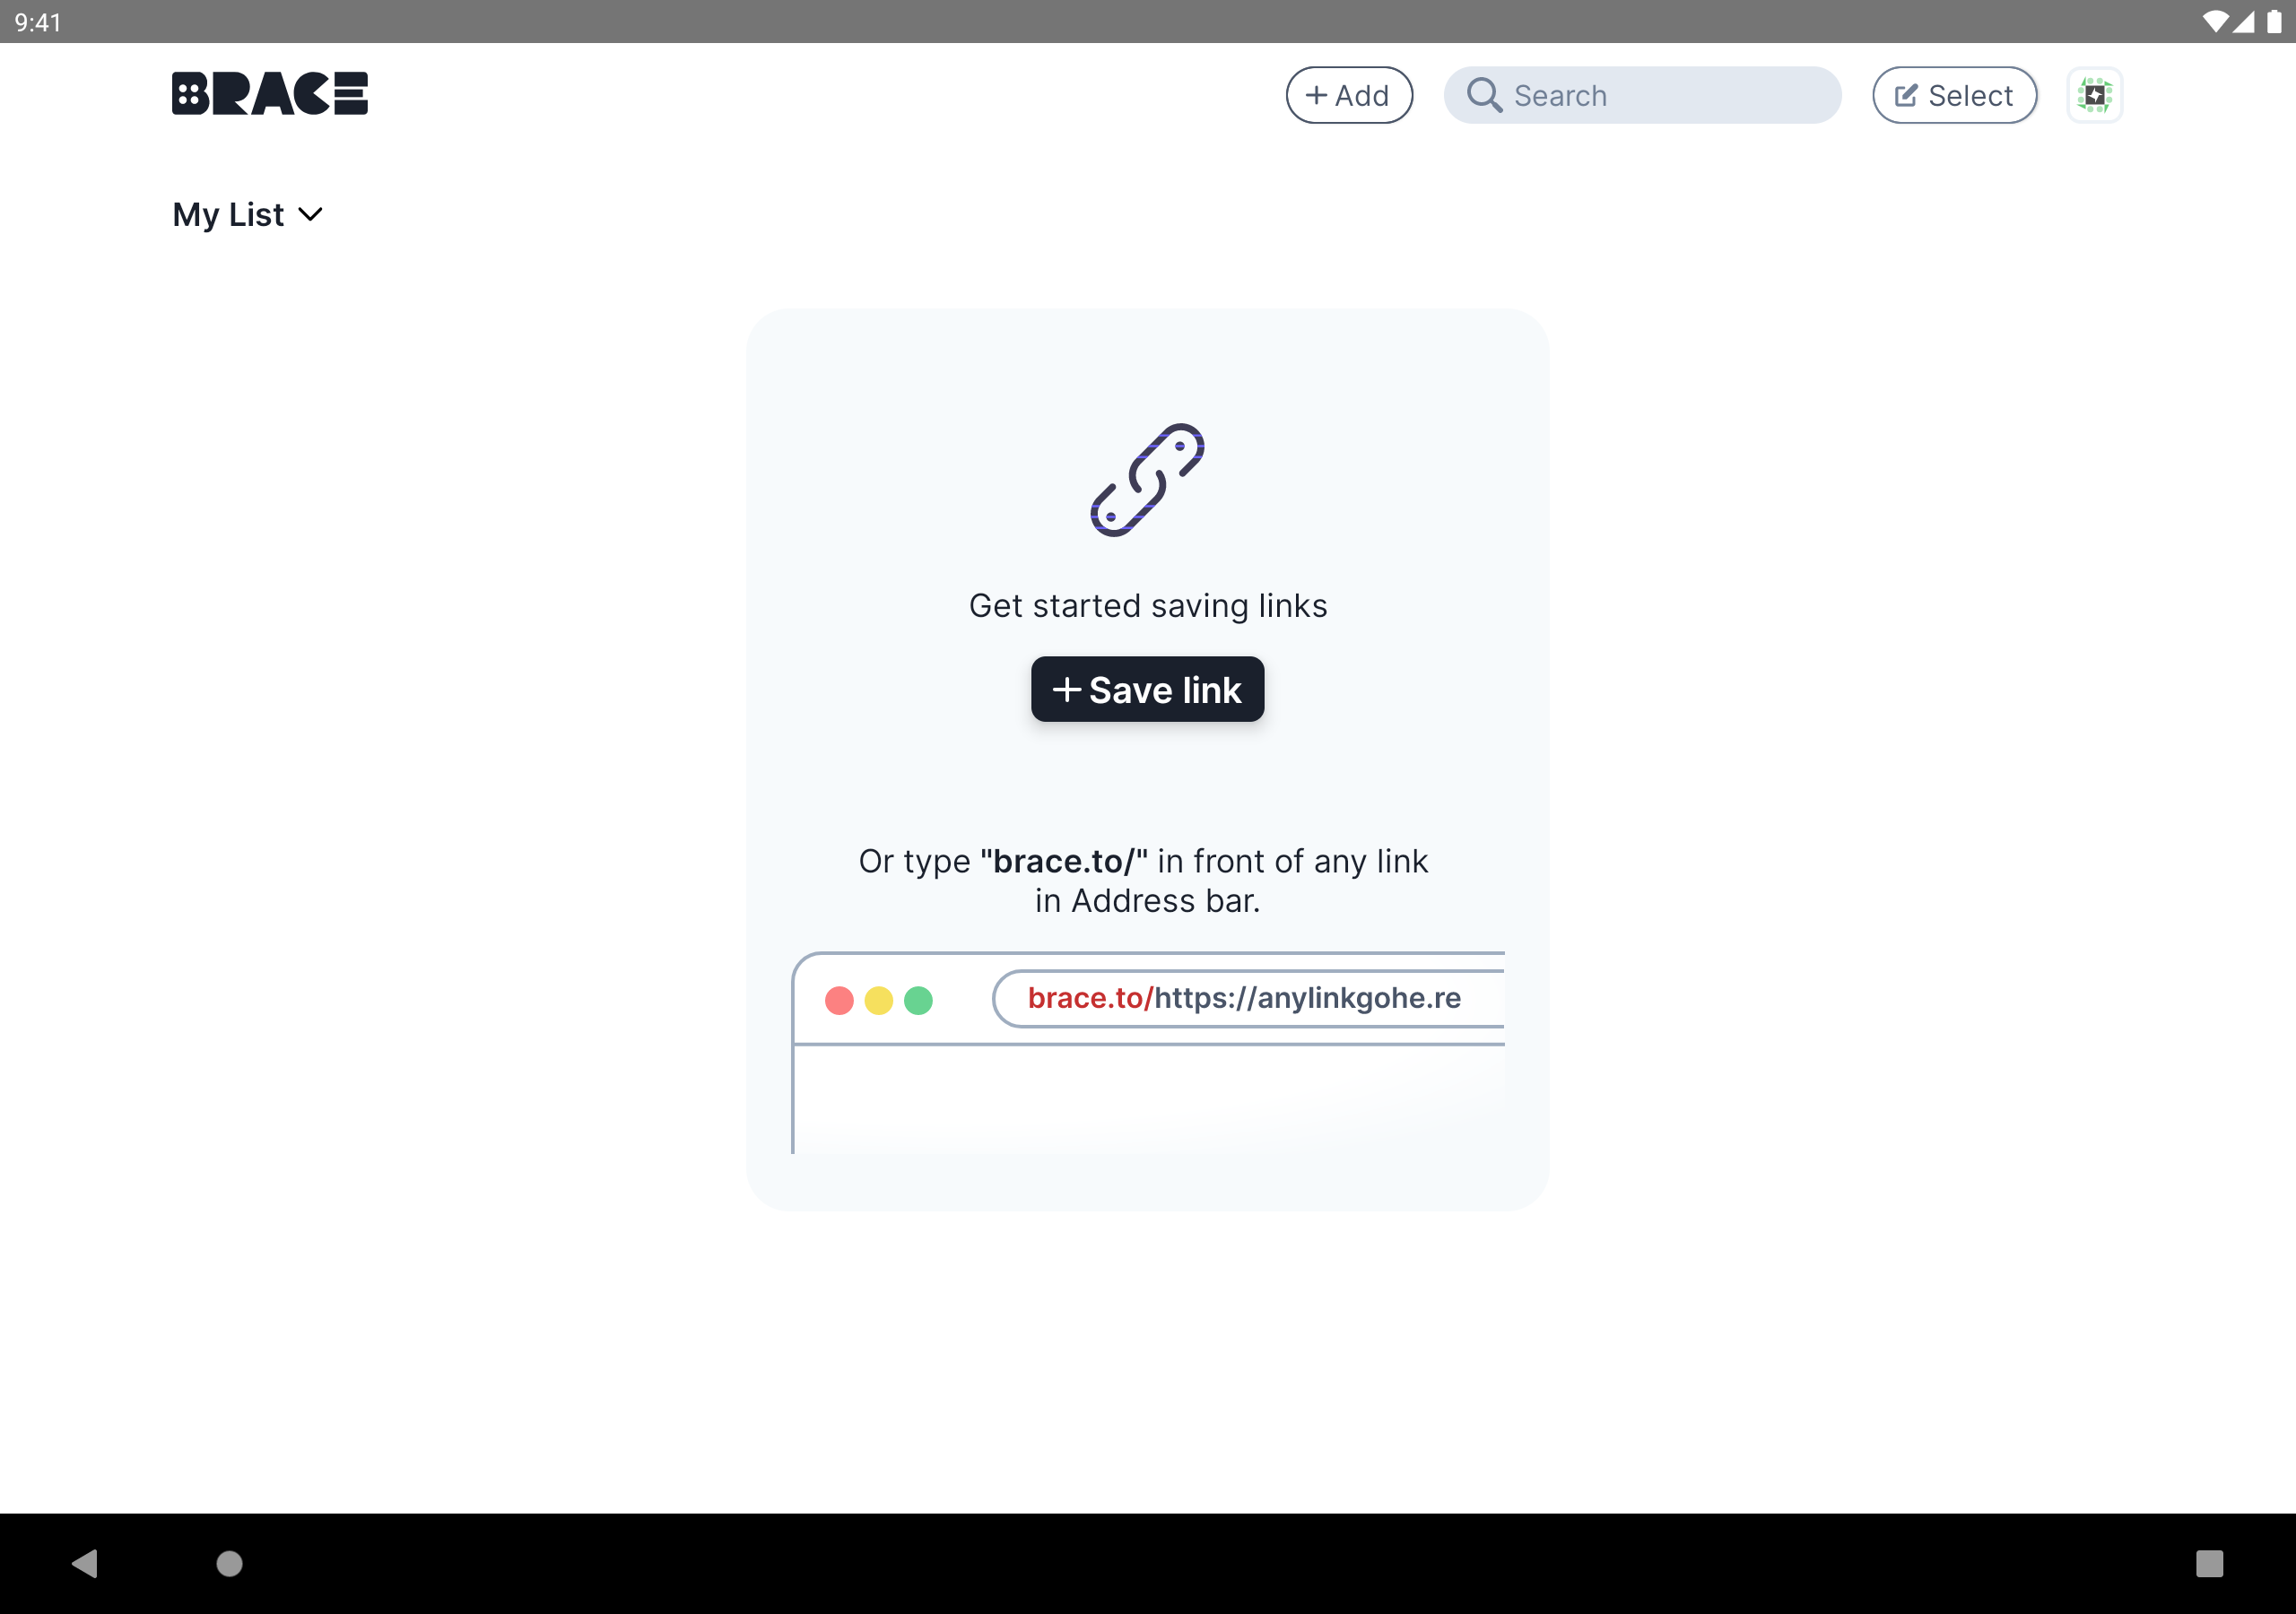 9:41
BRACE
Add
Search
Select
My List
Get started saving links
Save link
Or type "brace.to/" in front of any link
in Address bar.
brace.to/https://anylinkgohe.re